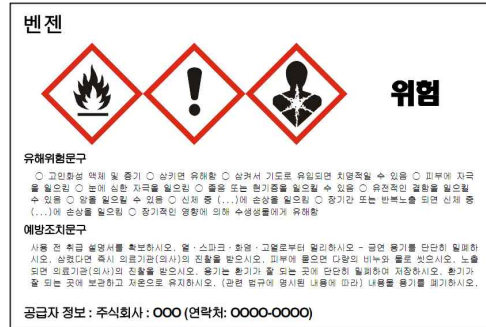 벤젠
위험
유해위험문구
○ 고인화성 액체 및 증기 ○ 삼키면 유해함 ○ 삼켜서 기도로 유입되면 치명적일 수 있음 ○ 피부에 자극
을 일으킴 ○ 눈에 심한 자극을 일으킴 ○ 졸음 또는 현기증을 일으킬 수 있음 ○ 유전적인 결함을 일으킬
수 있음 ○ 암을 일으킬 수 있음 ○ 신체 중 (...)에 손상을 일으킴 ○ 장기간 또는 반복노출 되면 신체 중
(...)에 손상을 일으킴 ○ 장기적인 영향에 의해 수생생물에게 유해함
예방조치문구
사용 전 취급 설명서를 확보하시오. 열·스파크·화염·고열로부터 멀리하시오 - 금연 용기를 단단히 밀폐하
시오. 삼켰다면 즉시 의료기관(의사)의 진찰을 받으시오. 피부에 묻으면 다량의 비누와 물로 씻으시오. 노출
되면 의료기관(의사)의 진찰을 받으시오. 용기는 환기가 잘 되는 곳에 단단히 밀폐하여 저장하시오. 환기가
잘 되는 곳에 보관하고 저온으로 유지하시오. (관련 법규에 명시된 내용에 따라) 내용물 용기를 폐기하시오.
공급자 정보 : 주식회사 : OOO (연락처: OOOO-OOOO)